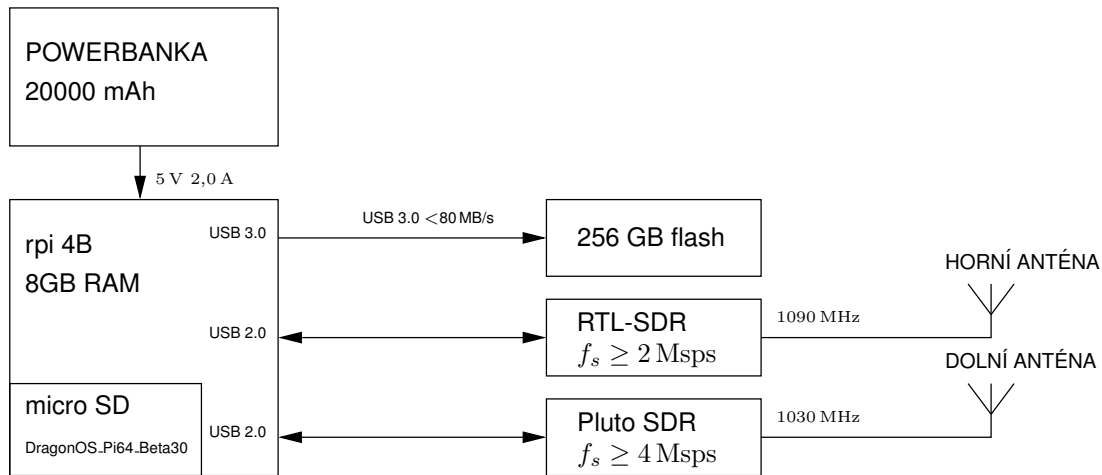 POWERBANKA
20000 mAh
5 V 2,0 A
rpi 4B
8GB RAM
USB 3.0
USB 3.0 <80 MB/s
256 GB flash
HORNÍ ANTÉNA
USB 2.0
RTL-SDR
fs ≥ 2 Msps
1090 MHz
DOLNÍ ANTÉNA
micro SD
DragonOS_Pi64_Beta30
USB 2.0
Pluto SDR
fs ≥ 4 Msps
1030 MHz